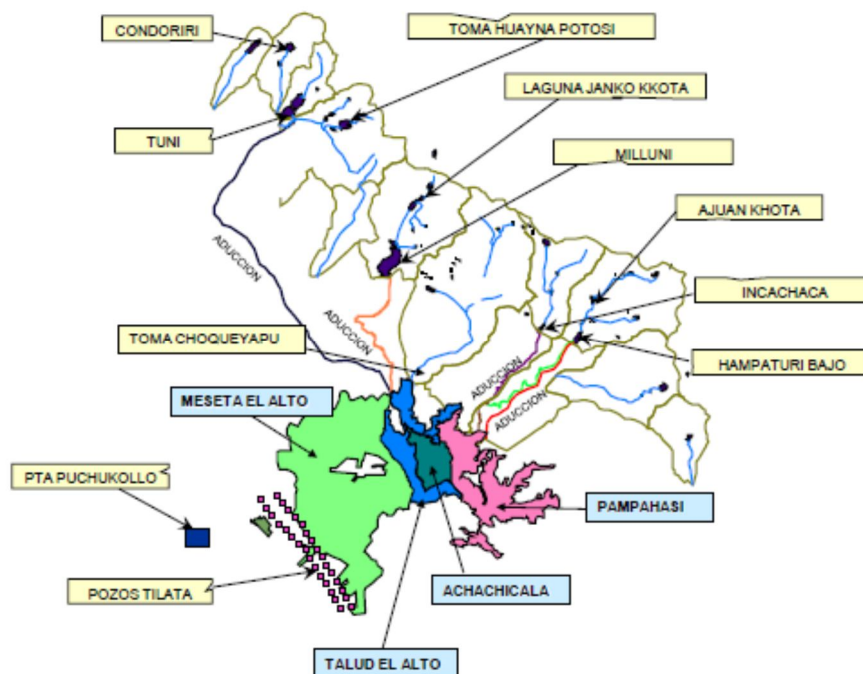 CONDORIRI
TOMA HUAYNA POTOSI
LAGUNA JANKO KKOTA
TUNI
MILLUNI
AJUAN KHOTA
ADUCCION
INCACHACA
ADUCCION
TOMA CHOQUEYAPU
HAMPATURI BAJO
ADUCCION
MESETA EL ALTO
ADUCCION
PTA PUCHUKOLLO
PAMPAHASI
POZOS TILATA
ACHACHICALA
TALUD EL ALTO